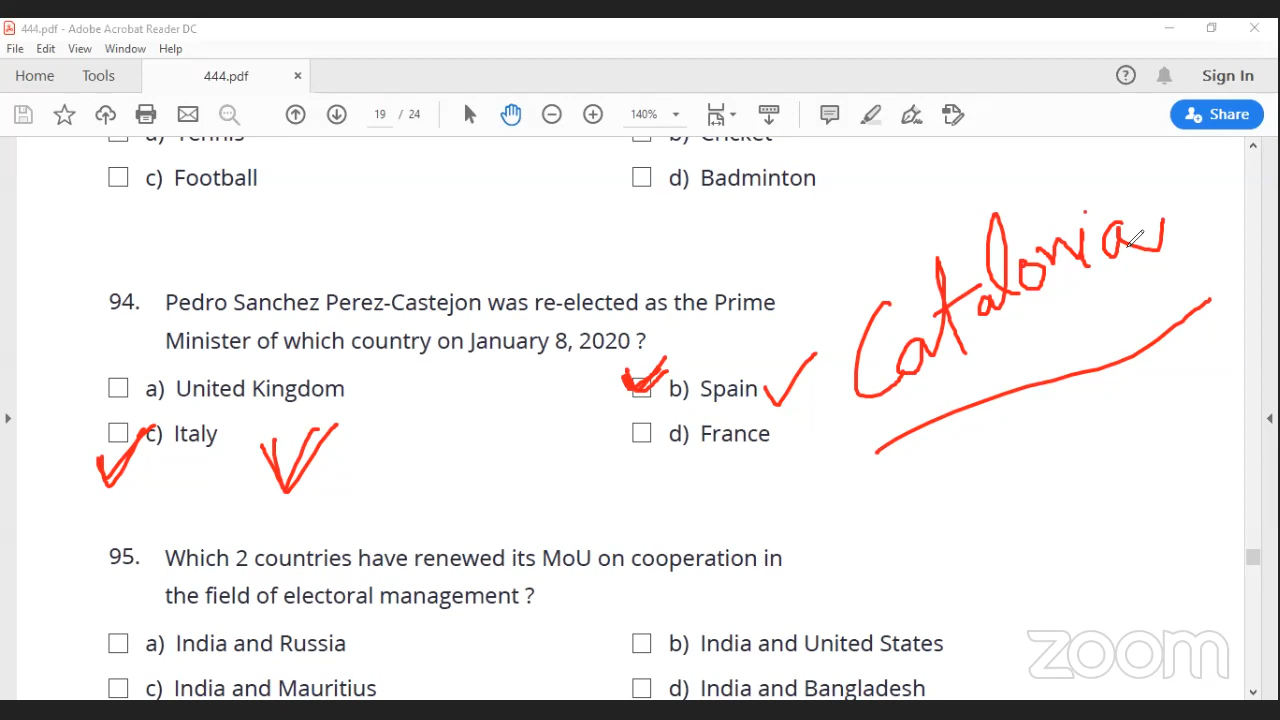 444.pdf - Adobe Acrobat Reader DC
File Edit View Window Help
Home Tools 444.pdf × Sign In
19 / 24 140% Share
a) Tennis b) Cricket
c) Football d) Badminton
Catalonia
94. Pedro Sanchez Perez-Castejon was re-elected as the Prime
Minister of which country on January 8, 2020 ?
a) United Kingdom b) Spain
c) Italy d) France
95. Which 2 countries have renewed its MoU on cooperation in
the field of electoral management ?
a) India and Russia b) India and United States
c) India and Mauritius d) India and Bangladesh
zoom